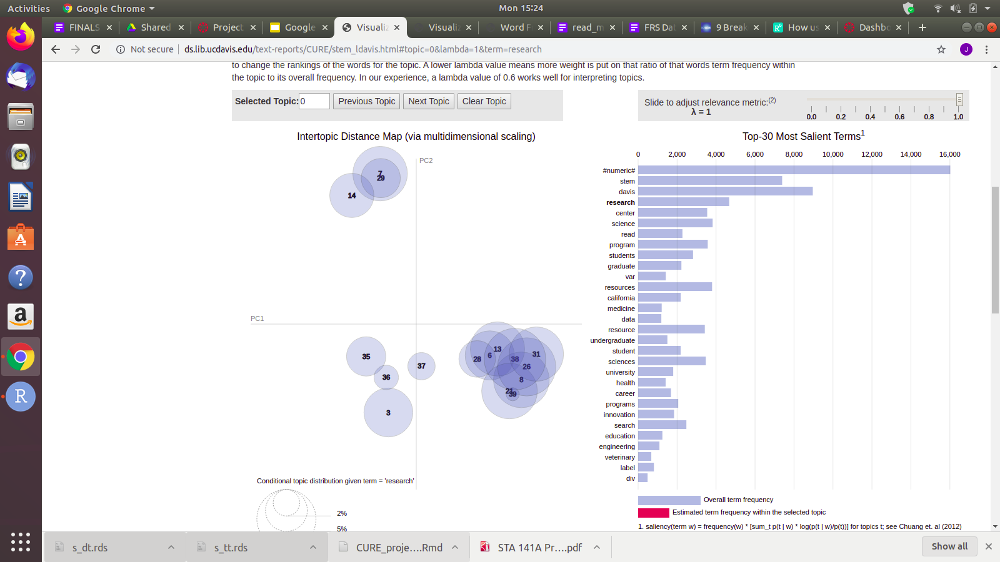 Activities Google Chrome Mon 15:24
FINALS Shared Project Google Visualiz Visualiz Word F read_m FRS Dat 9 Break How us Dashbo
Not secure ds.lib.ucdavis.edu/text-reports/CURE/stem_ldavis.html#topic=0&lambda=1&term=research J
to change the rankings of the words for the topic. A lower lambda value means more weight is put on that ratio of that words term frequency within
the topic to its overall frequency. In our experience, a lambda value of 0.6 works well for interpreting topics.
Selected Topic: 0 Previous Topic Next Topic Clear Topic
Slide to adjust relevance metric:(2)
λ = 1
0.0 0.2 0.4 0.6 0.8 1.0
Intertopic Distance Map (via multidimensional scaling)
PC2
7
29
14
PC1
35
36
37
3
28
6
13
38
31
26
8
21
39
Conditional topic distribution given term = 'research'
2%
5%
Top-30 Most Salient Terms1
0 2,000 4,000 6,000 8,000 10,000 12,000 14,000 16,000
#numeric#
stem
davis
research
center
science
read
program
students
graduate
var
resources
california
medicine
data
resource
undergraduate
student
sciences
university
health
career
programs
innovation
search
education
engineering
veterinary
label
div
Overall term frequency
Estimated term frequency within the selected topic
1. saliency(term w) = frequency(w) * [sum_t p(t | w) * log(p(t | w)/p(t))] for topics t; see Chuang et. al (2012)
s_dt.rds s_tt.rds CURE_proje....Rmd STA 141A Pr....pdf Show all